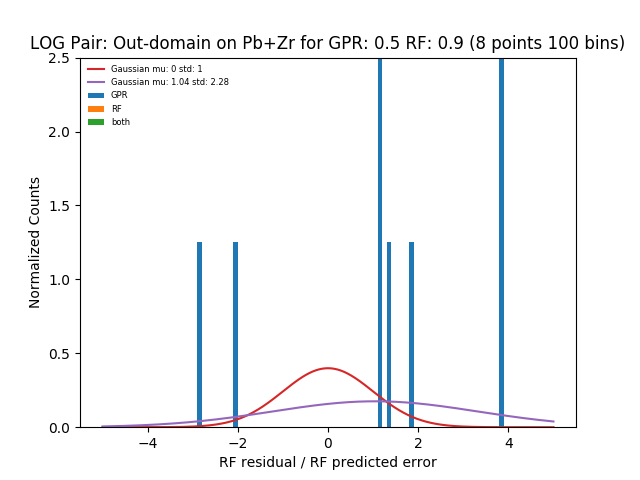 LOG Pair: Out-domain on Pb+Zr for GPR: 0.5 RF: 0.9 (8 points 100 bins)
2.5
2.0
1.5
1.0
0.5
0.0
Normalized Counts
Gaussian mu: 0 std: 1
Gaussian mu: 1.04 std: 2.28
GPR
RF
both
−4 −2 0 2 4
RF residual / RF predicted error